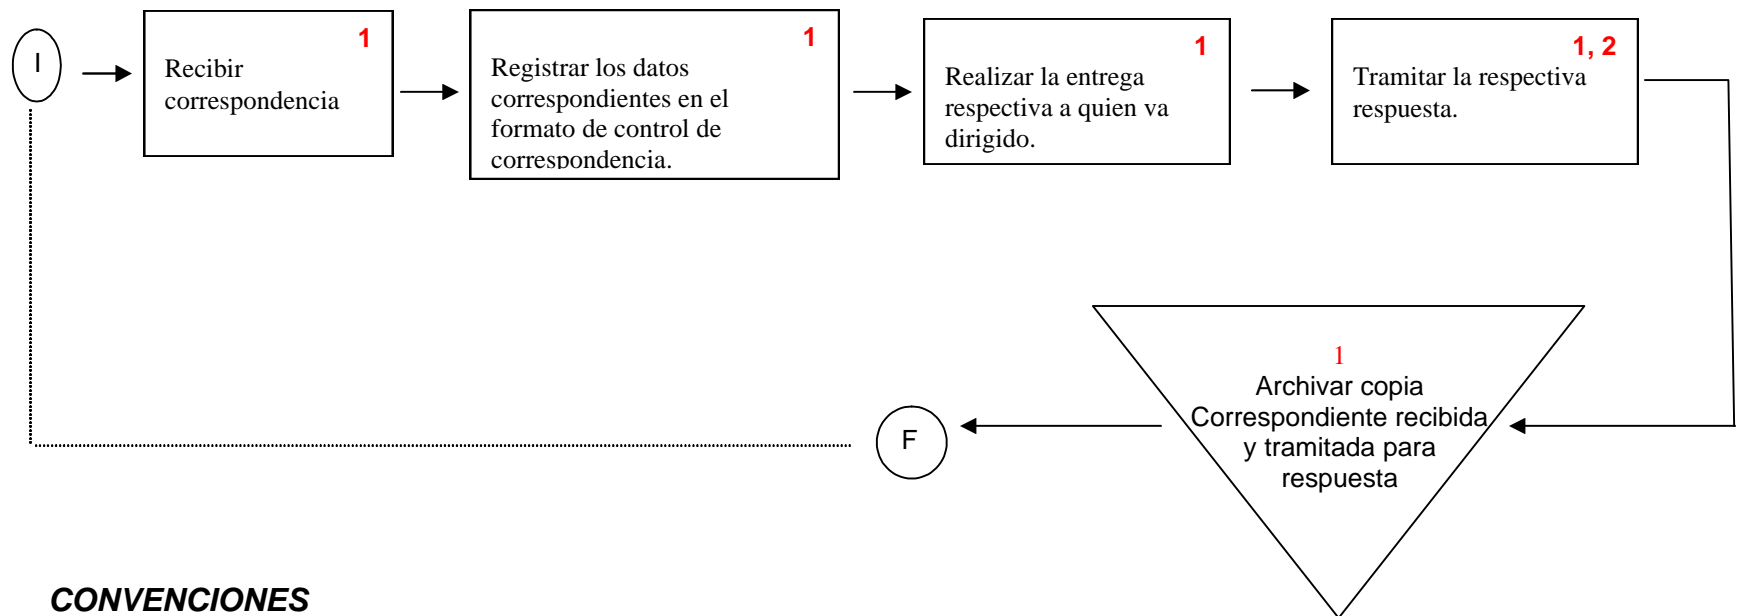 I
1
Recibir
correspondencia
1
Registrar los datos
correspondientes en el
formato de control de
correspondencia.
1
Realizar la entrega
respectiva a quien va
dirigido.
1, 2
Tramitar la respectiva
respuesta.
1
Archivar copia
Correspondiente recibida
y tramitada para
respuesta
F
CONVENCIONES